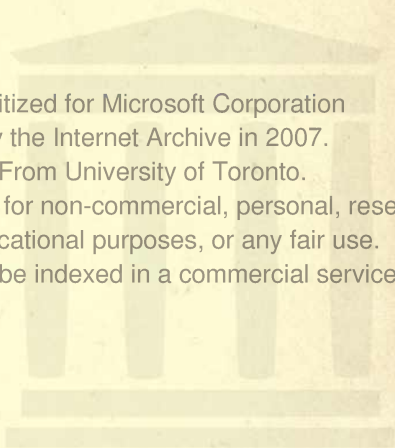 itized for Microsoft Corporation
y the Internet Archive in 2007.
From University of Toronto.
for non-commercial, personal, rese
cational purposes, or any fair use.
be indexed in a commercial service